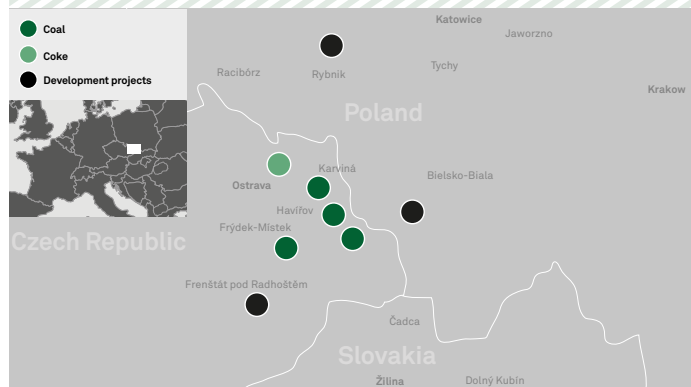 Coal
Coke
Development projects
Katowice
Jaworzno
Racibórz
Rybnik
Tychy
Krakow
Poland
Ostrava
Karviná
Bielsko-Biala
Havířov
Frýdek-Místek
Czech Republic
Frenštát pod Radhoštěm
Čadca
Slovakia
Žilina
Dolný Kubín